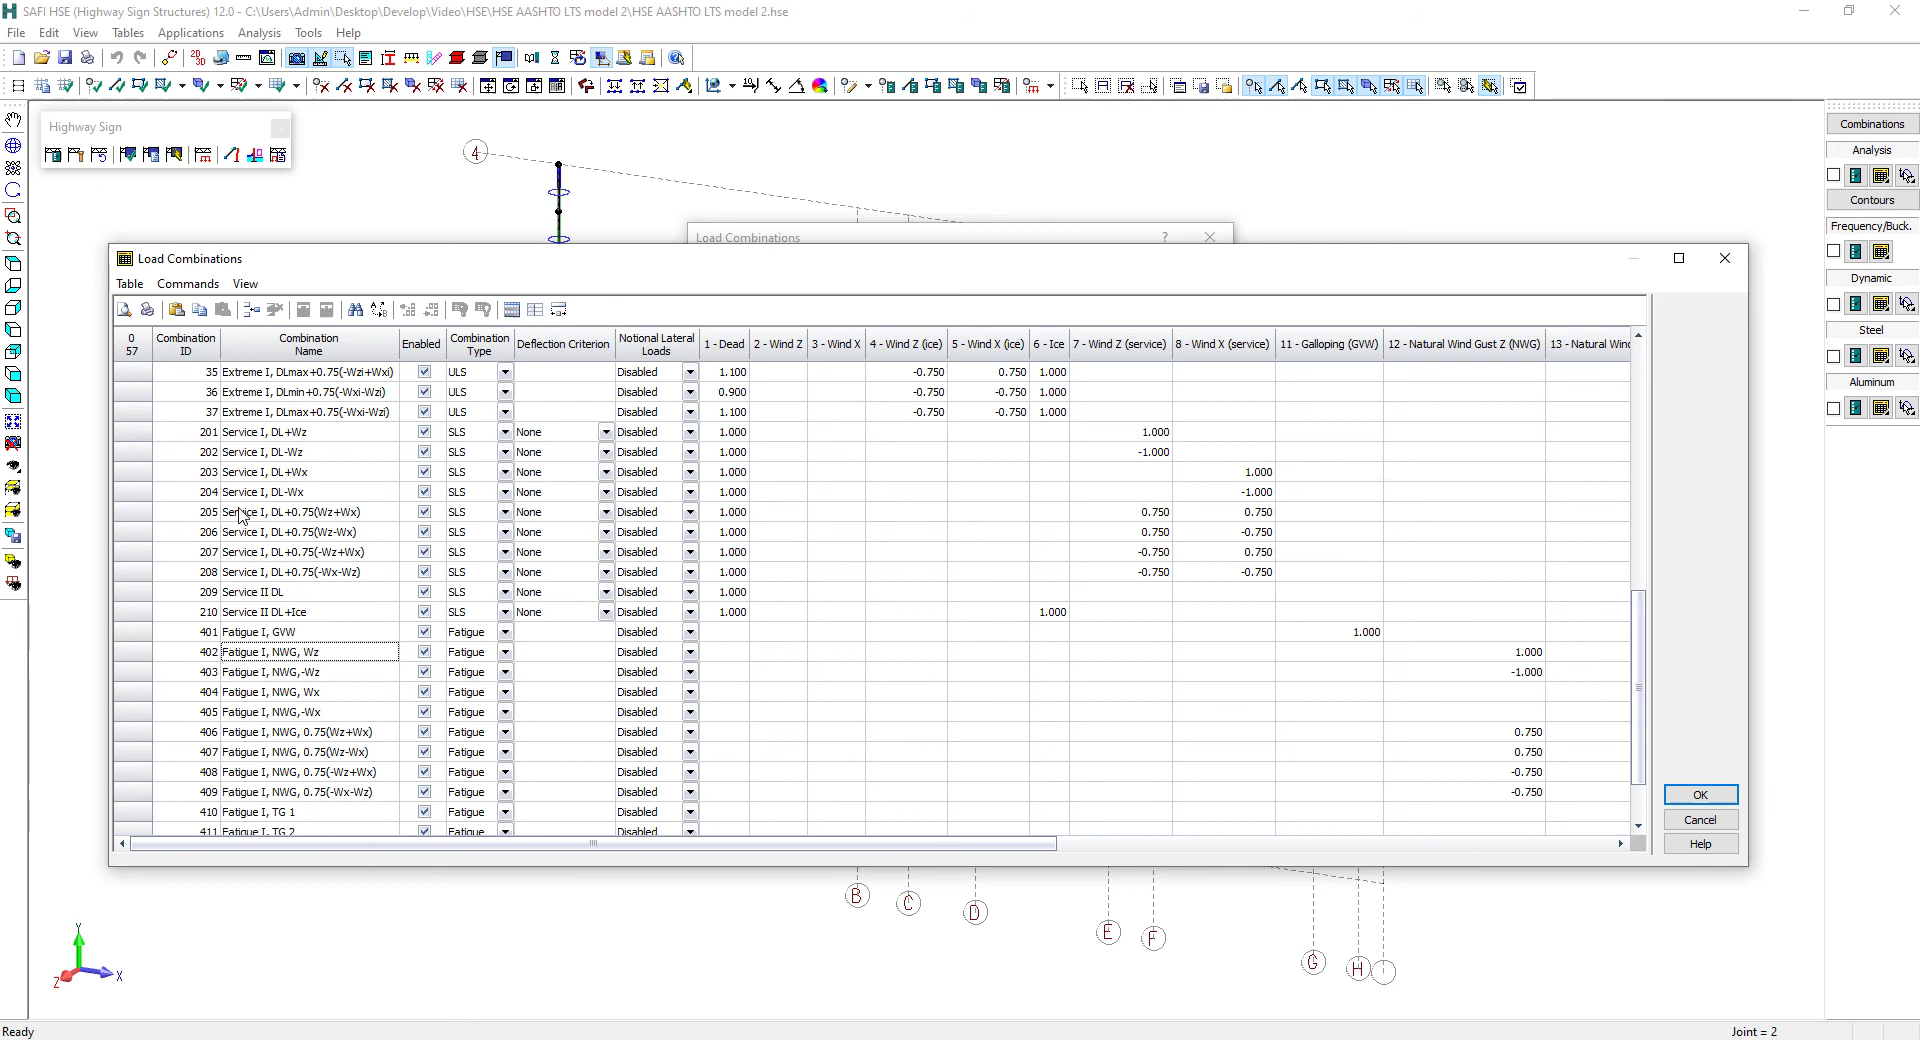 SAFI HSE (Highway Sign Structures) 12.0 - C:\Users\Admin\Desktop\Develop\Video\HSE\HSE AASHTO LTS model 2\HSE AASHTO LTS model 2.hse
File Edit View Tables Applications Analysis Tools Help
Highway Sign
4
Load Combinations ?
Load Combinations
Table Commands View
0 57 Combination ID Combination Name Enabled Combination Type Deflection Criterion Notional Lateral Loads 1 - Dead 2 - Wind Z 3 - Wind X 4 - Wind Z (ice) 5 - Wind X (ice) 6 - Ice 7 - Wind Z (service) 8 - Wind X (service) 11 - Galloping (GVW) 12 - Natural Wind Gust Z (NWG) 13 - Natural Wind
35 Extreme I, DLmax+0.75(-Wzi+Wxi) ULS Disabled 1.100 -0.750 0.750 1.000
36 Extreme I, DLmin+0.75(-Wxi-Wzi) ULS Disabled 0.900 -0.750 -0.750 1.000
37 Extreme I, DLmax+0.75(-Wxi-Wzi) ULS Disabled 1.100 -0.750 -0.750 1.000
201 Service I, DL+Wz SLS None Disabled 1.000 1.000
202 Service I, DL-Wz SLS None Disabled 1.000 -1.000
203 Service I, DL+Wx SLS None Disabled 1.000 1.000
204 Service I, DL-Wx SLS None Disabled 1.000 -1.000
205 Service I, DL+0.75(Wz+Wx) SLS None Disabled 1.000 0.750 0.750
206 Service I, DL+0.75(Wz-Wx) SLS None Disabled 1.000 0.750 -0.750
207 Service I, DL+0.75(-Wz+Wx) SLS None Disabled 1.000 -0.750 0.750
208 Service I, DL+0.75(-Wx-Wz) SLS None Disabled 1.000 -0.750 -0.750
209 Service II DL SLS None Disabled 1.000
210 Service II DL+Ice SLS None Disabled 1.000 1.000
401 Fatigue I, GVW Fatigue Disabled 1.000
402 Fatigue I, NWG, Wz Fatigue Disabled 1.000
403 Fatigue I, NWG,-Wz Fatigue Disabled -1.000
404 Fatigue I, NWG, Wx Fatigue Disabled
405 Fatigue I, NWG,-Wx Fatigue Disabled
406 Fatigue I, NWG, 0.75(Wz+Wx) Fatigue Disabled 0.750
407 Fatigue I, NWG, 0.75(Wz-Wx) Fatigue Disabled 0.750
408 Fatigue I, NWG, 0.75(-Wz+Wx) Fatigue Disabled -0.750
409 Fatigue I, NWG, 0.75(-Wx-Wz) Fatigue Disabled -0.750
410 Fatigue I, TG 1 Fatigue Disabled
411 Fatigue I, TG 2 Fatigue Disabled
OK
Cancel
Help
B C D E F G H
Y
Z X
Combinations
Analysis
Contours
Frequency/Buck.
Dynamic
Steel
Aluminum
Ready Joint = 2